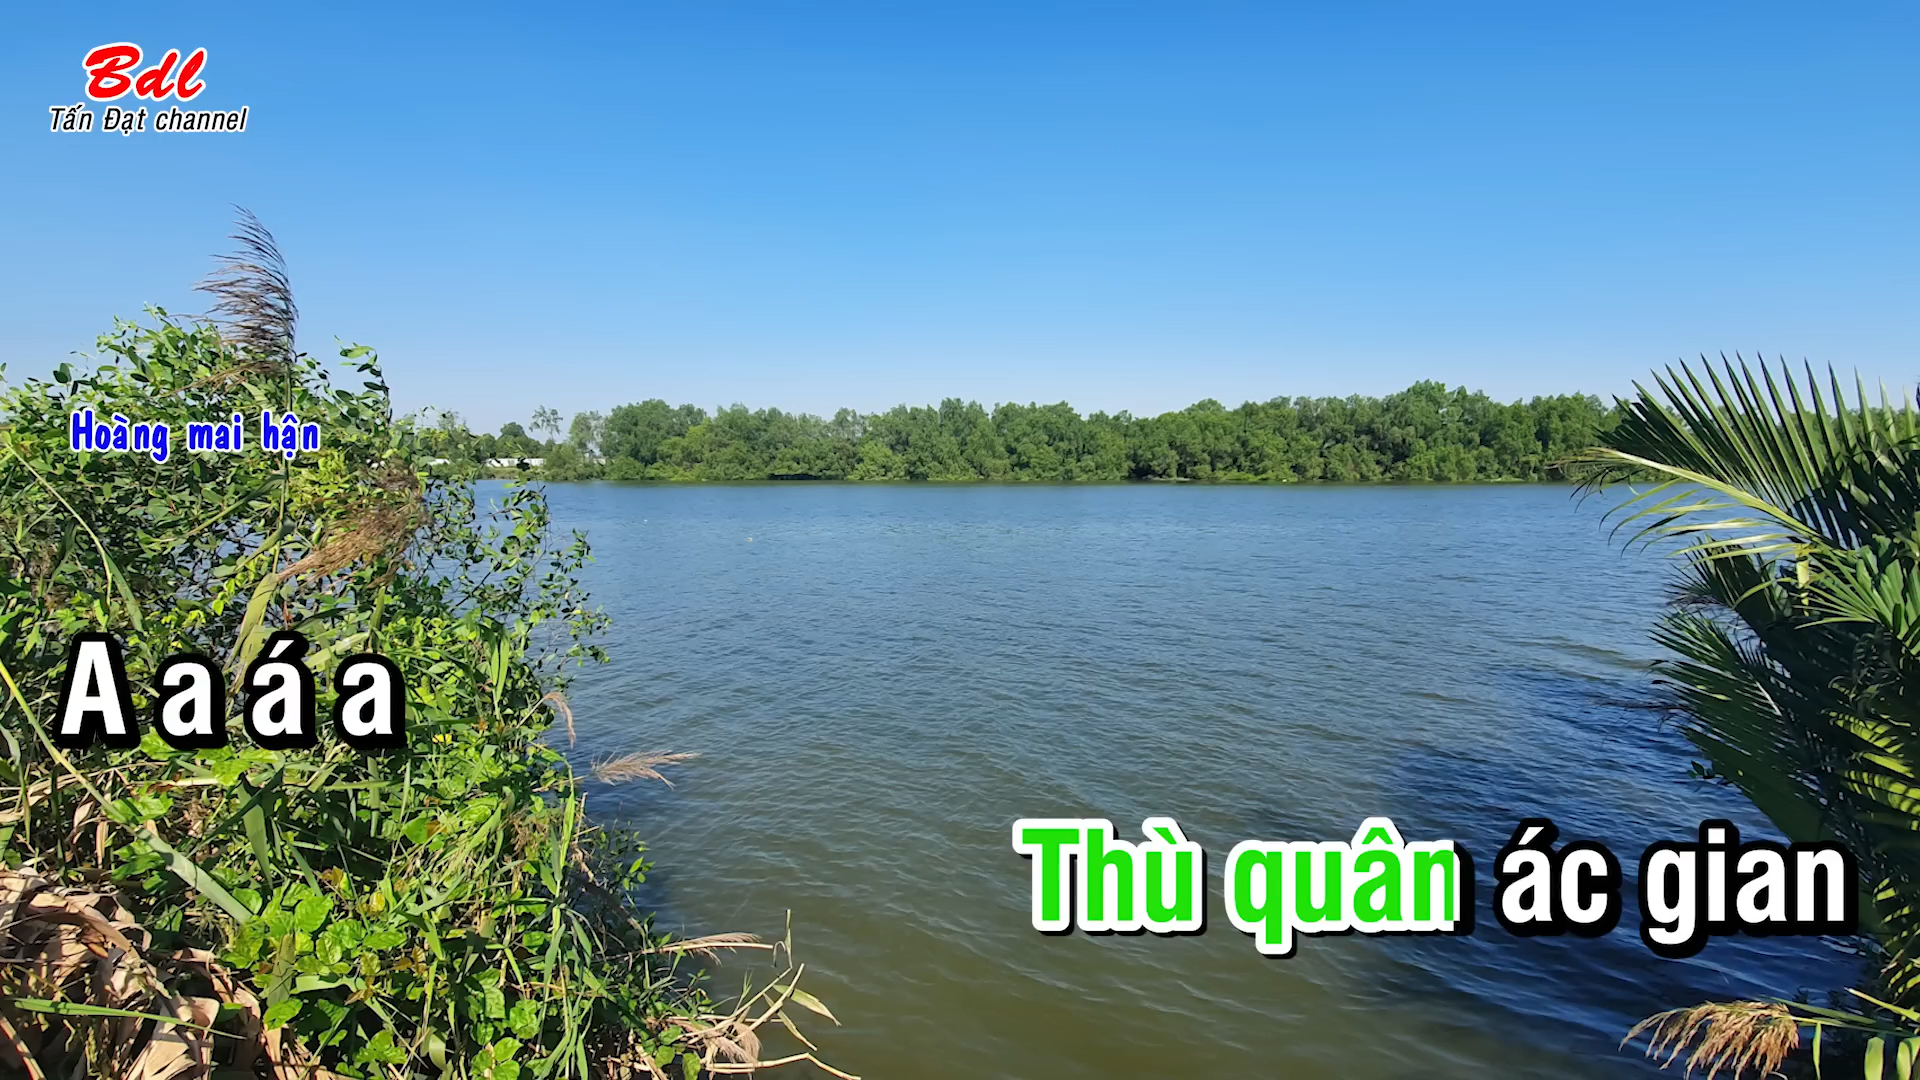 Bdl
Tấn Đạt channel
Hoàng mai hận
A a á a
Thù quân ác gian